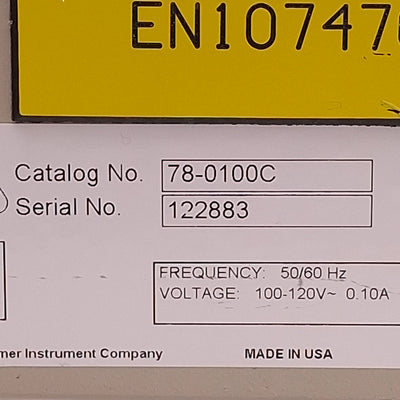 EN10747
Catalog No. 78-0100C
Serial No. 122883
FREQUENCY: 50/60 Hz
VOLTAGE: 100-120V~ 0.10A
mer Instrument Company MADE IN USA